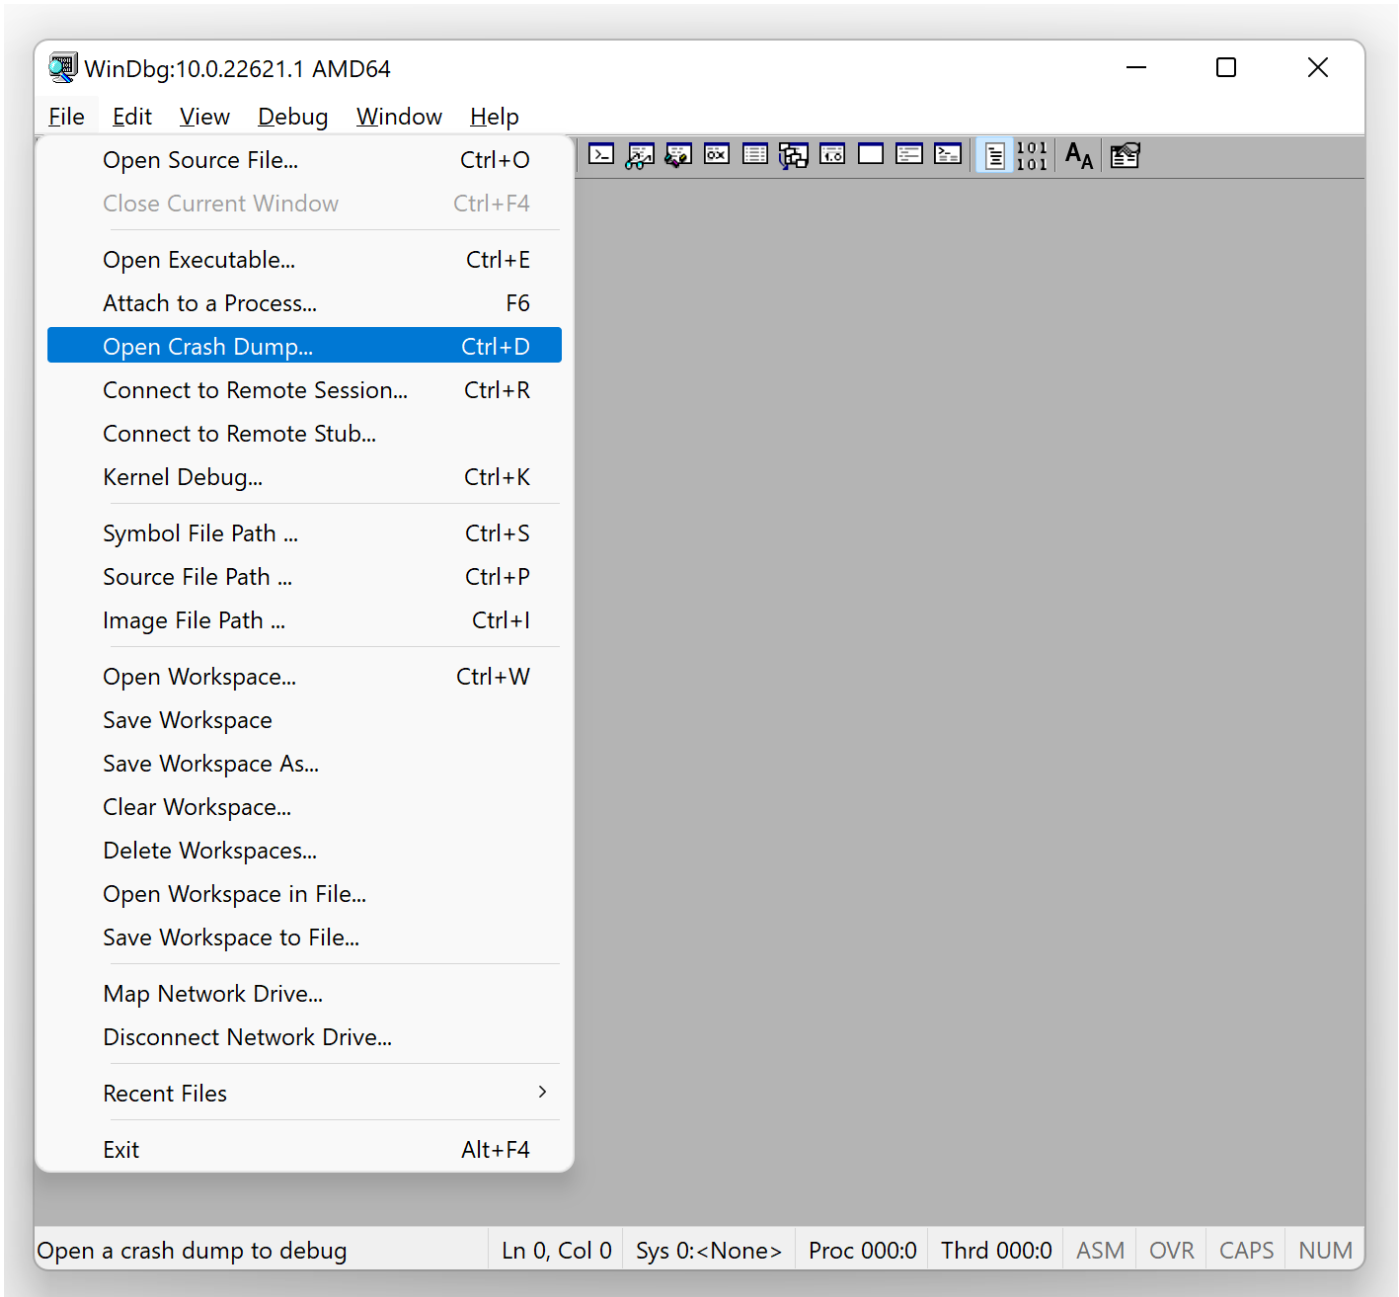 WinDbg:10.0.22621.1 AMD64
File Edit View Debug Window Help
Open Source File... Ctrl+O
Close Current Window Ctrl+F4
Open Executable... Ctrl+E
Attach to a Process... F6
Open Crash Dump... Ctrl+D
Connect to Remote Session... Ctrl+R
Connect to Remote Stub...
Kernel Debug... Ctrl+K
Symbol File Path ... Ctrl+S
Source File Path ... Ctrl+P
Image File Path ... Ctrl+I
Open Workspace... Ctrl+W
Save Workspace
Save Workspace As...
Clear Workspace...
Delete Workspaces...
Open Workspace in File...
Save Workspace to File...
Map Network Drive...
Disconnect Network Drive...
Recent Files
Exit Alt+F4
101
101
AA
Open a crash dump to debug Ln 0, Col 0 Sys 0:<None> Proc 000:0 Thrd 000:0 ASM OVR CAPS NUM